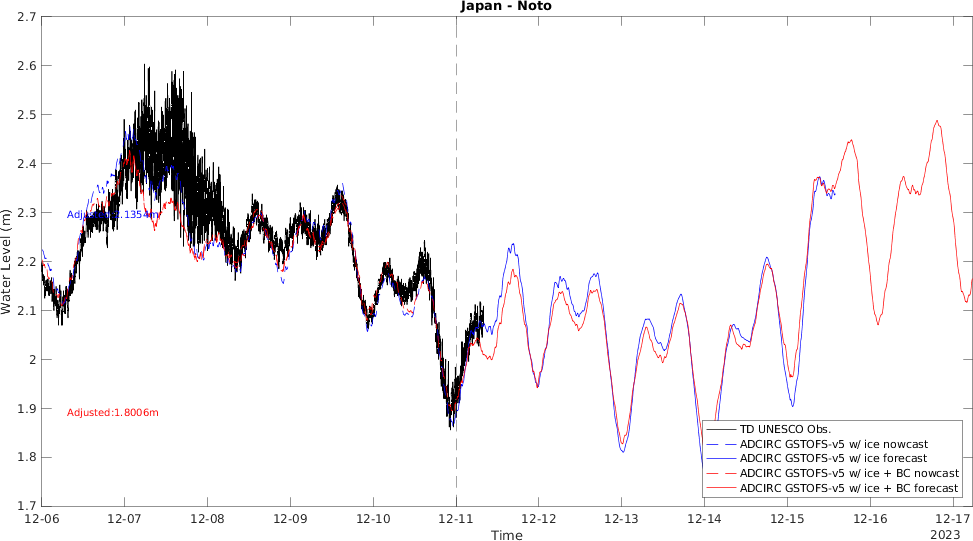 Japan - Noto
2.7
2.6
2.5
2.4
2.3
2.2
2.1
2
1.9
1.8
1.7
Water Level (m)
Adjusted:2.1354m
Adjusted:1.8006m
TD UNESCO Obs.
ADCIRC GSTOFS-v5 w/ ice nowcast
ADCIRC GSTOFS-v5 w/ ice forecast
ADCIRC GSTOFS-v5 w/ ice + BC nowcast
ADCIRC GSTOFS-v5 w/ ice + BC forecast
12-06 12-07 12-08 12-09 12-10 12-11 12-12 12-13 12-14 12-15 12-16 12-17
Time
2023